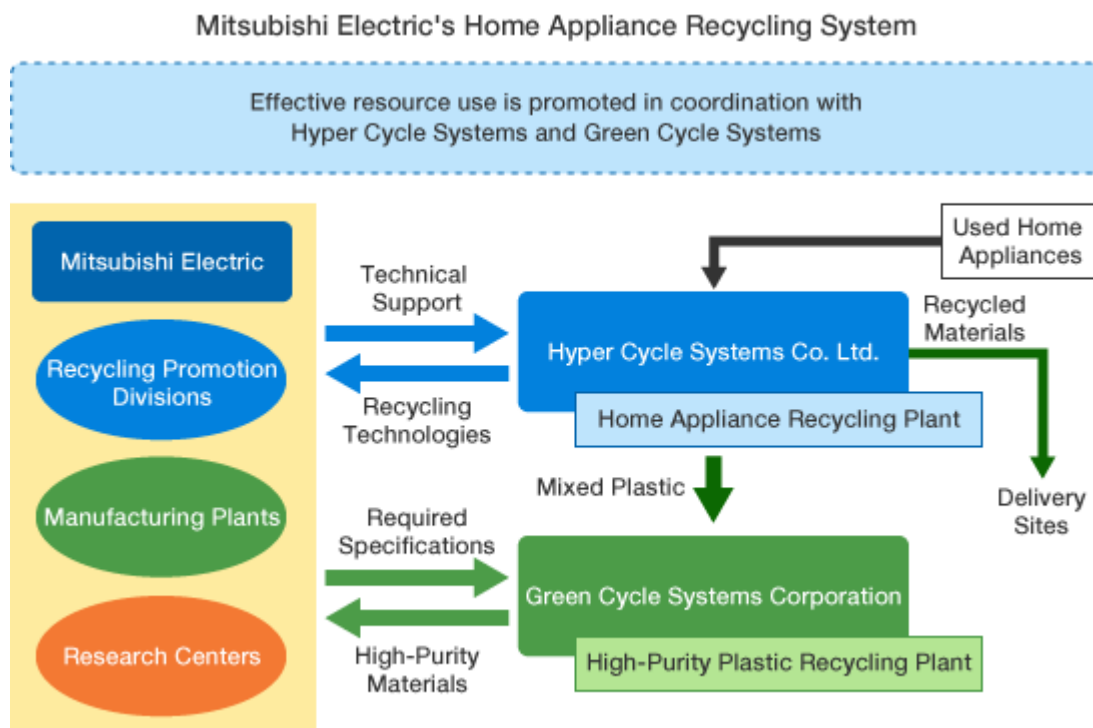 Mitsubishi Electric's Home Appliance Recycling System
Effective resource use is promoted in coordination with
Hyper Cycle Systems and Green Cycle Systems
Mitsubishi Electric
Recycling Promotion
Divisions
Manufacturing Plants
Research Centers
Technical
Support
Recycling
Technologies
Required
Specifications
High-Purity
Materials
Used Home
Appliances
Hyper Cycle Systems Co. Ltd.
Home Appliance Recycling Plant
Recycled
Materials
Delivery
Sites
Mixed Plastic
Green Cycle Systems Corporation
High-Purity Plastic Recycling Plant